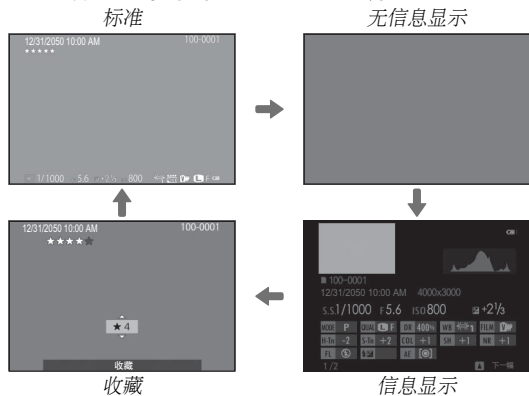 标准
无信息显示
12/31/2050 10:00 AM 100-0001
1/1000 5.6 +2⅓ 800 F
12/31/2050 10:00 AM 100-0001
4
收藏
100-0001
12/31/2050 10:00 AM 4000x3000
S.S.1/1000 F5.6 ISO800 +2⅓
MODE P QUAL L F DR 400% WB FILM V
H-Tn -2 S-Tn +2 COL +1 SH +1 NR +1
FL AE
1/2 下一幅
收藏
信息显示